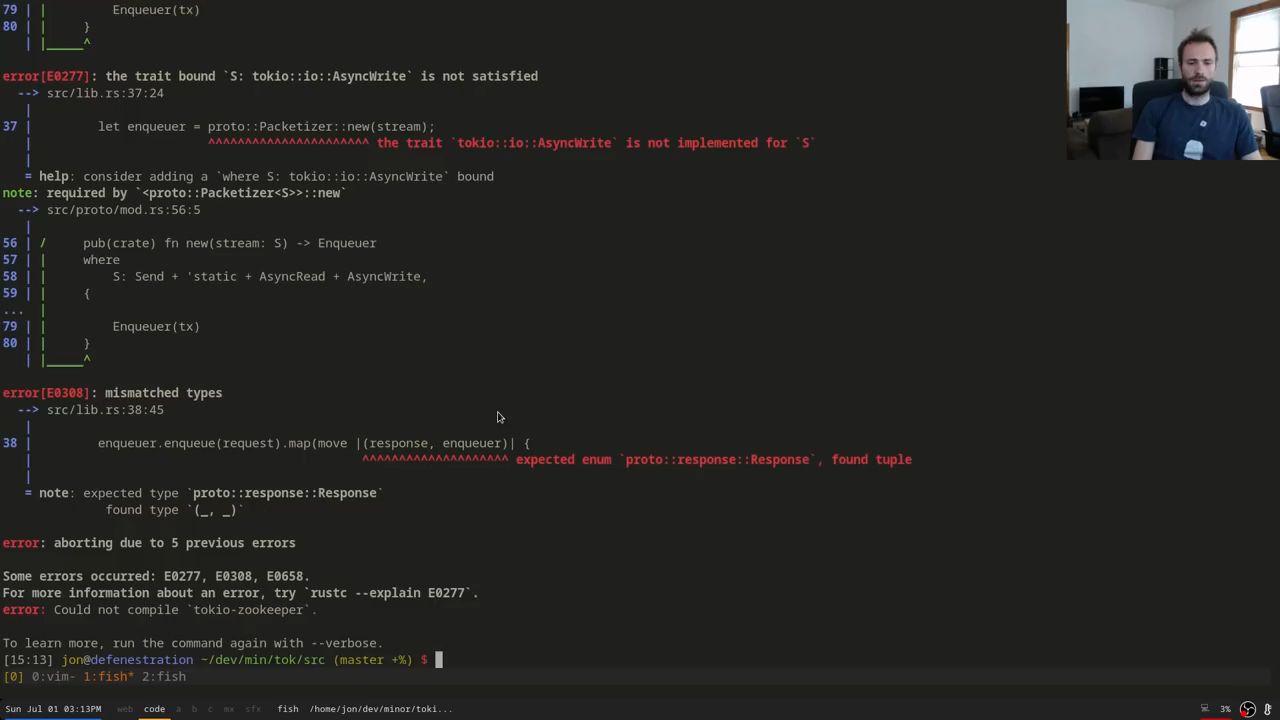 79 | |         Enqueuer(tx)
80 | |     }
   | |_____^
error[E0277]: the trait bound `S: tokio::io::AsyncWrite` is not satisfied
  --> src/lib.rs:37:24
   |
37 |         let enqueuer = proto::Packetizer::new(stream);
   |                        ^^^^^^^^^^^^^^^^^^^^^^ the trait `tokio::io::AsyncWrite` is not implemented for `S`
   |
   = help: consider adding a `where S: tokio::io::AsyncWrite` bound
note: required by `<proto::Packetizer<S>>::new`
  --> src/proto/mod.rs:56:5
   |
56 | /     pub(crate) fn new(stream: S) -> Enqueuer
57 | |     where
58 | |         S: Send + 'static + AsyncRead + AsyncWrite,
59 | |     {
...  |
79 | |         Enqueuer(tx)
80 | |     }
   | |_____^
error[E0308]: mismatched types
  --> src/lib.rs:38:45
   |
38 |         enqueuer.enqueue(request).map(move |(response, enqueuer)| {
   |                                             ^^^^^^^^^^^^^^^^^^^^ expected enum `proto::response::Response`, found tuple
   |
   = note: expected type `proto::response::Response`
              found type `(_, _)`
error: aborting due to 5 previous errors
Some errors occurred: E0277, E0308, E0658.
For more information about an error, try `rustc --explain E0277`.
error: Could not compile `tokio-zookeeper`.
To learn more, run the command again with --verbose.
[15:13] jon@defenestration ~/dev/min/tok/src (master +%) $
[0] 0:vim- 1:fish* 2:fish
Sun Jul 01 03:13PM web code a b c mx sfx fish /home/jon/dev/minor/toki... 3%